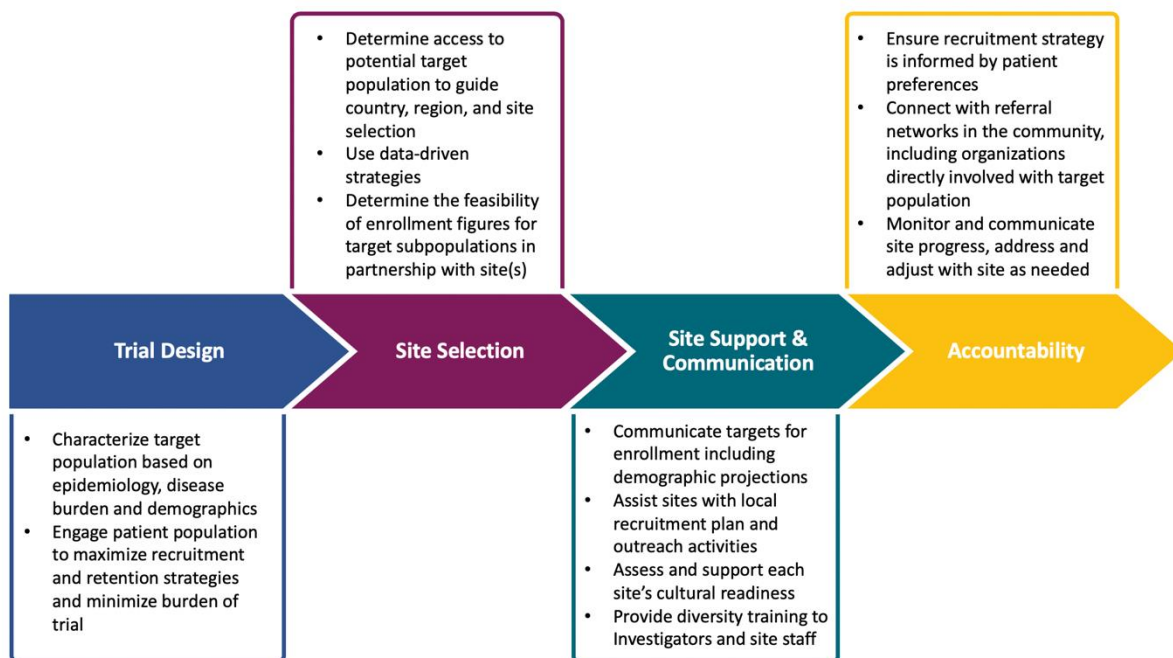 • Determine access to
potential target
population to guide
country, region, and site
selection
• Use data-driven
strategies
• Determine the feasibility
of enrollment figures for
target subpopulations in
partnership with site(s)
• Ensure recruitment strategy
is informed by patient
preferences
• Connect with referral
networks in the community,
including organizations
directly involved with target
population
• Monitor and communicate
site progress, address and
adjust with site as needed
Trial Design
Site Selection
Site Support &
Communication
Accountability
• Characterize target
population based on
epidemiology, disease
burden and demographics
• Engage patient population
to maximize recruitment
and retention strategies
and minimize burden of
trial
• Communicate targets for
enrollment including
demographic projections
• Assist sites with local
recruitment plan and
outreach activities
• Assess and support each
site's cultural readiness
• Provide diversity training to
Investigators and site staff